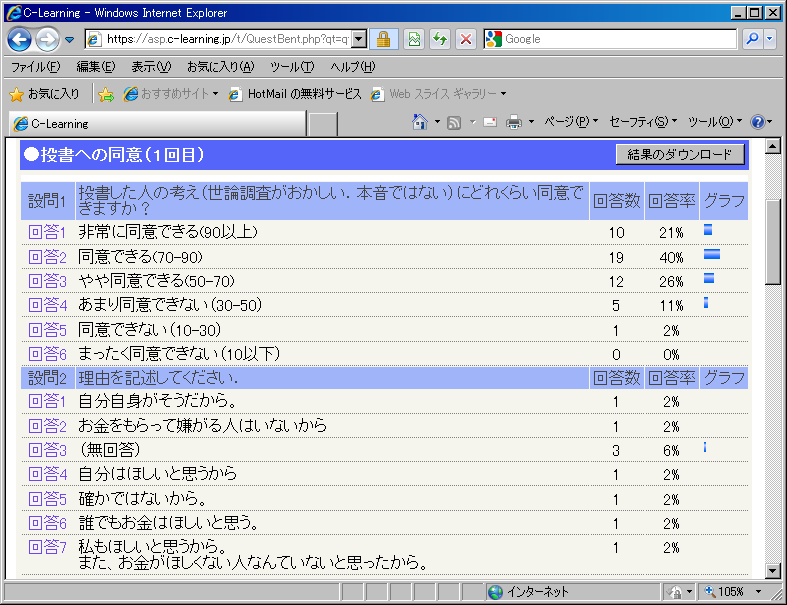 C-Learning - Windows Internet Explorer
https://asp.c-learning.jp/t/QuestBent.php?qt=q
Google
ファイル(F) 編集(E) 表示(V) お気に入り(A) ツール(T) ヘルプ(H)
お気に入り おすすめサイト HotMail の無料サービス Web スライス ギャラリー
C-Learning ページ(P) セーフティ(S) ツール(O)
●投書への同意(1回目) 結果のダウンロード
設問1 投書した人の考え(世論調査がおかしい．本音ではない)にどれくらい同意で 回答数 回答率 グラフ
きますか？
回答1 非常に同意できる(90以上) 10 21%
回答2 同意できる(70-90) 19 40%
回答3 やや同意できる(50-70) 12 26%
回答4 あまり同意できない(30-50) 5 11%
回答5 同意できない(10-30) 1 2%
回答6 まったく同意できない(10以下) 0 0%
設問2 理由を記述してください． 回答数 回答率 グラフ
回答1 自分自身がそうだから。 1 2%
回答2 お金をもらって嫌がる人はいないから 1 2%
回答3 (無回答) 3 6%
回答4 自分はほしいと思うから 1 2%
回答5 確かではないから。 1 2%
回答6 誰でもお金はほしいと思う。 1 2%
回答7 私もほしいと思うから。 1 2%
また、お金がほしくない人なんていないと思ったから。
インターネット 105%